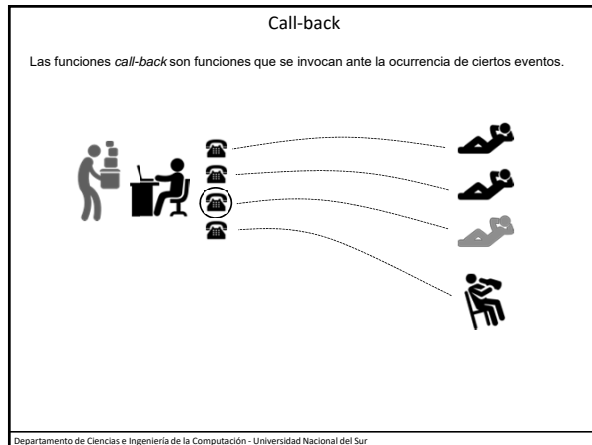 Call-back
Las funciones call-back son funciones que se invocan ante la ocurrencia de ciertos eventos.
Departamento de Ciencias e Ingeniería de la Computación - Universidad Nacional del Sur